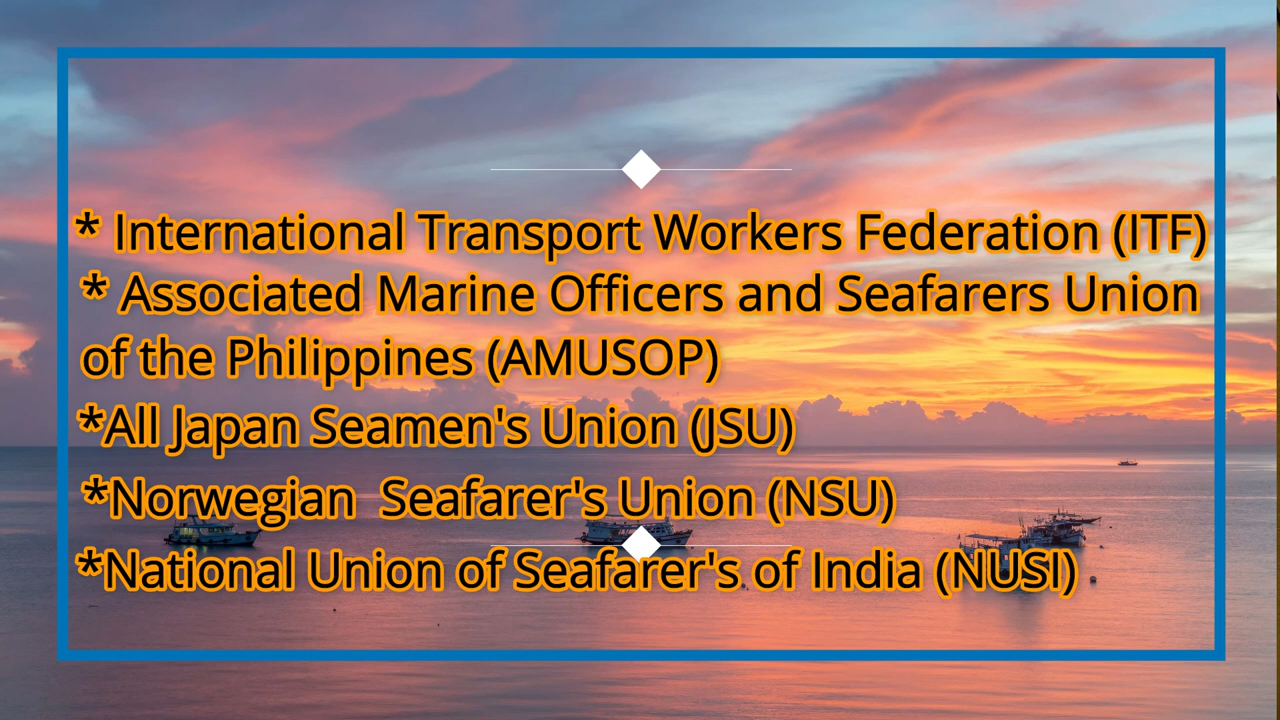 * International Transport Workers Federation (ITF)
* Associated Marine Officers and Seafarers Union
of the Philippines (AMUSOP)
*All Japan Seamen's Union (JSU)
*Norwegian  Seafarer's Union (NSU)
*National Union of Seafarer's of India (NUSI)